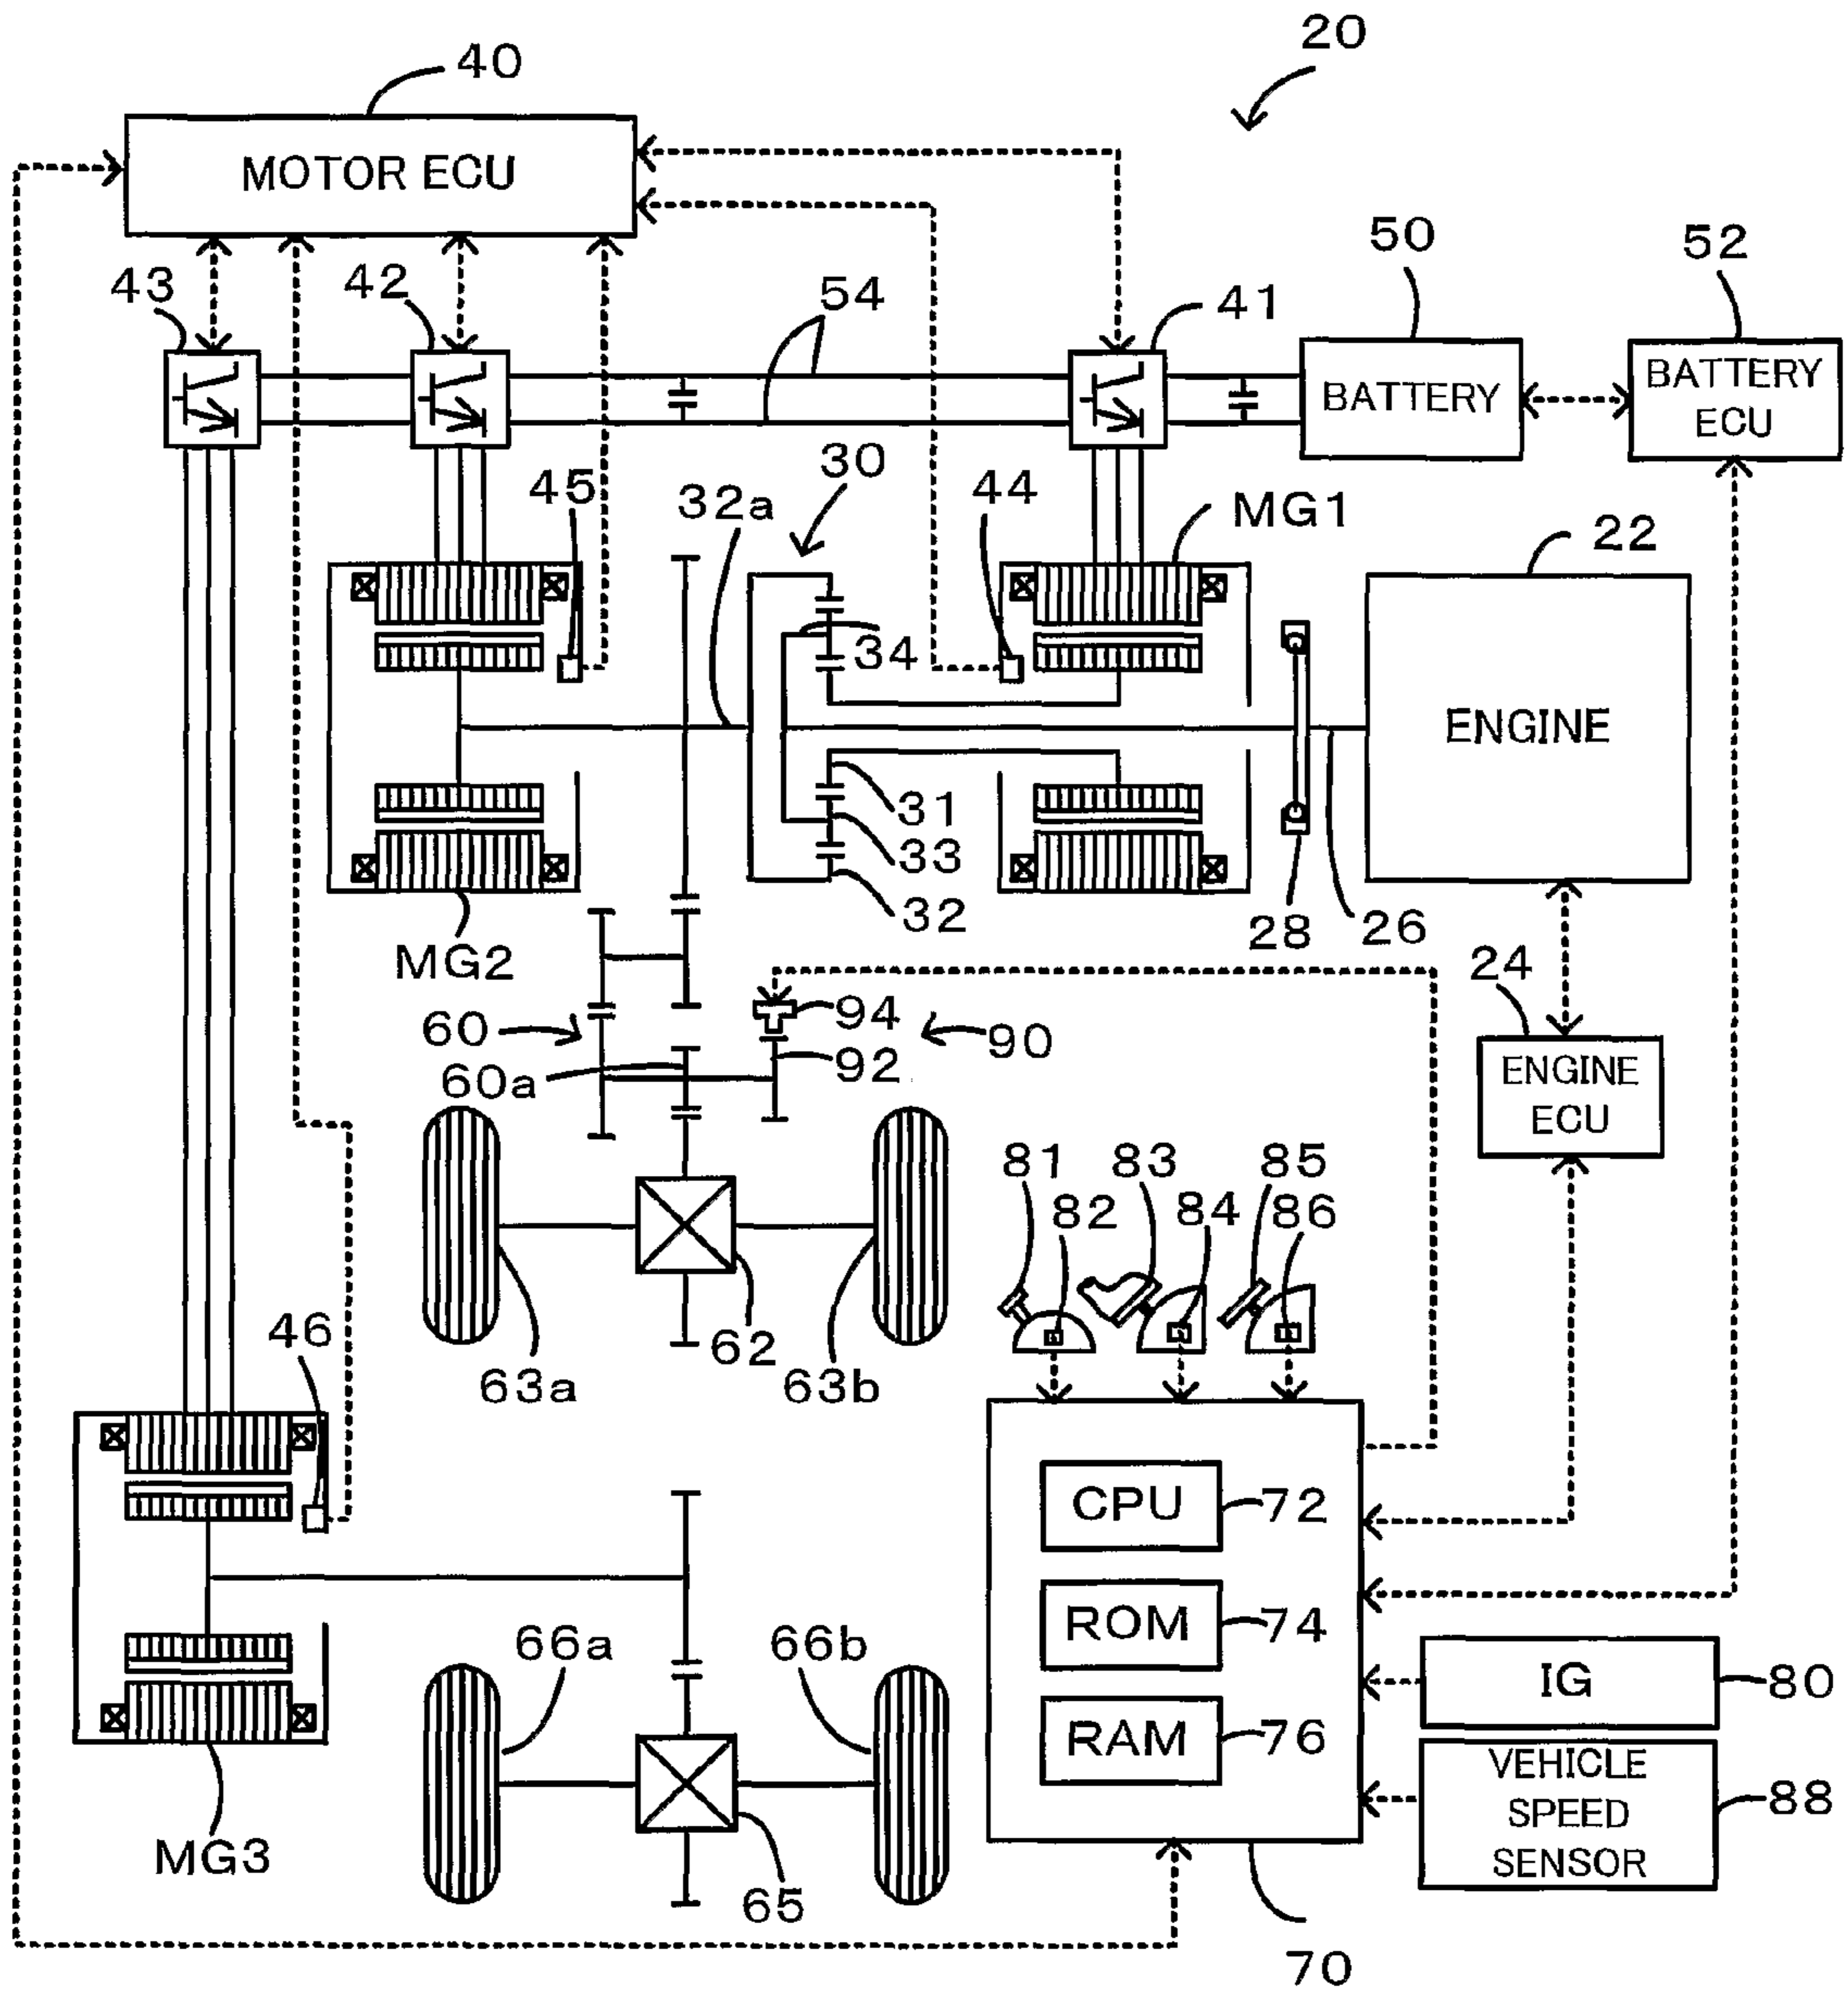 20
40
MOTOR ECU
50
52
43
42
54
41
BATTERY
BATTERY
ECU
30
45
32a
44
MG1
22
34
ENGINE
31
33
32
28
26
MG2
24
60
94
90
92
60a
ENGINE
ECU
81
83
85
82
84
86
46
62
63a
63b
CPU
72
ROM
74
66a
66b
IG
80
RAM
76
VEHICLE
SPEED
SENSOR
88
MG3
65
70